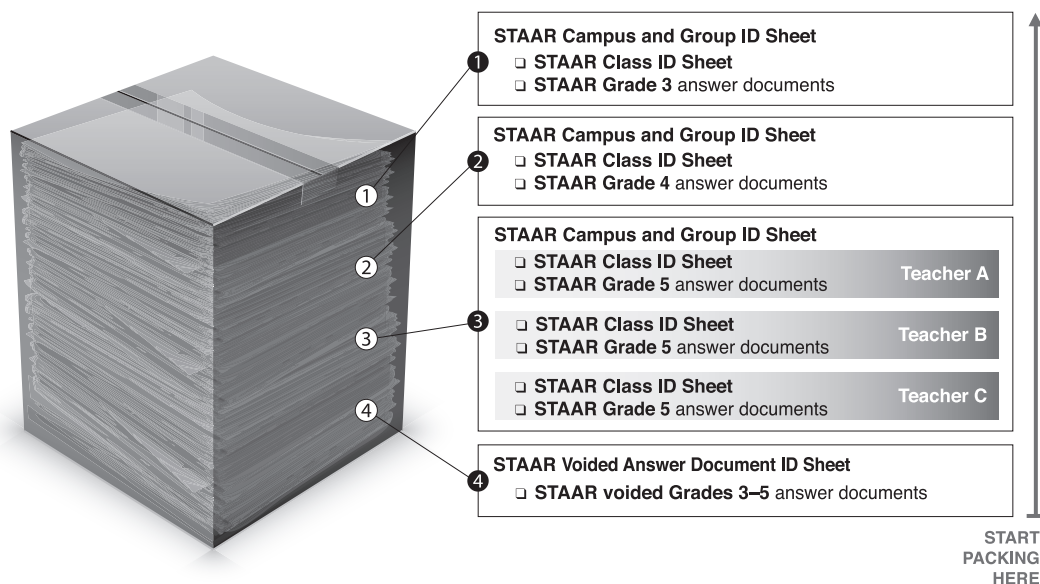 STAAR Campus and Group ID Sheet
❏ STAAR Class ID Sheet
❏ STAAR Grade 3 answer documents
1
1
STAAR Campus and Group ID Sheet
❏ STAAR Class ID Sheet
❏ STAAR Grade 4 answer documents
2
2
STAAR Campus and Group ID Sheet
❏ STAAR Class ID Sheet
❏ STAAR Grade 5 answer documents
Teacher A
❏ STAAR Class ID Sheet
❏ STAAR Grade 5 answer documents
Teacher B
❏ STAAR Class ID Sheet
❏ STAAR Grade 5 answer documents
Teacher C
3
3
STAAR Voided Answer Document ID Sheet
❏ STAAR voided Grades 3–5 answer documents
4
4
START
PACKING
HERE